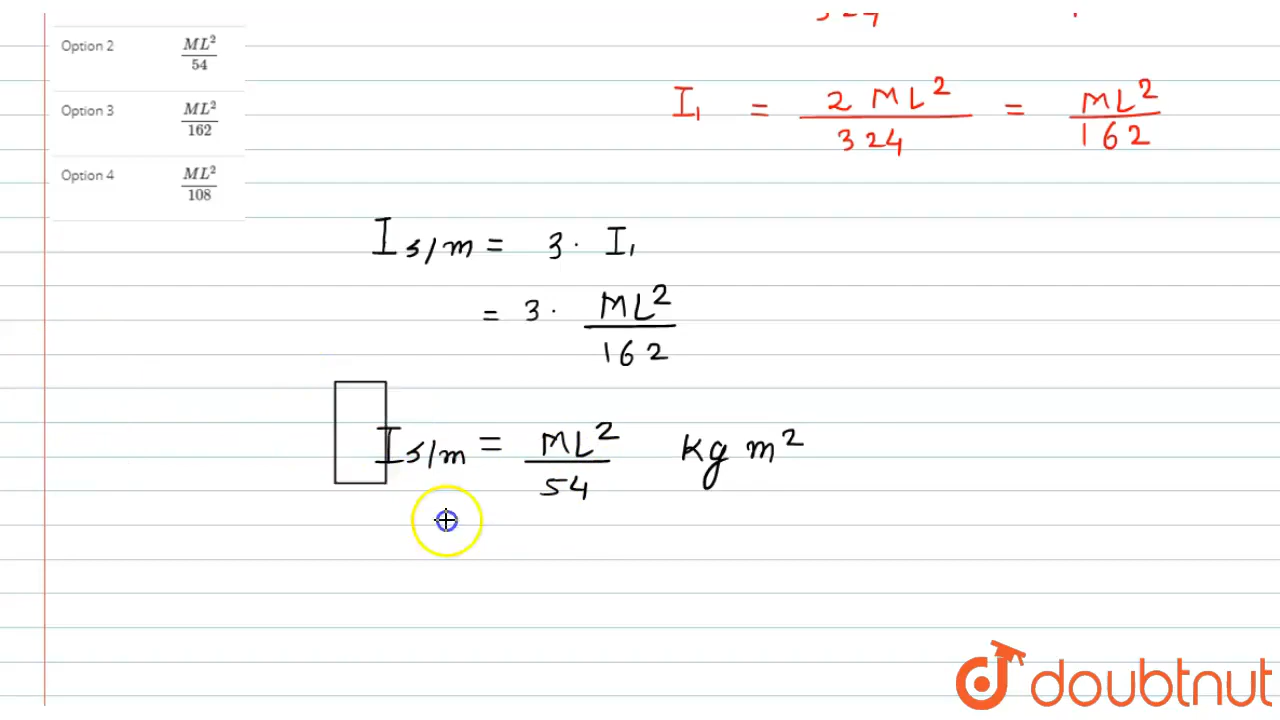 Option 2 ML²/54
Option 3 ML²/162
Option 4 ML²/108
I₁ = 2 ML²/324 = ML²/162
I s/m = 3 · I₁
= 3 · ML²/162
I s/m = ML²/54 kg m²
doubtnut